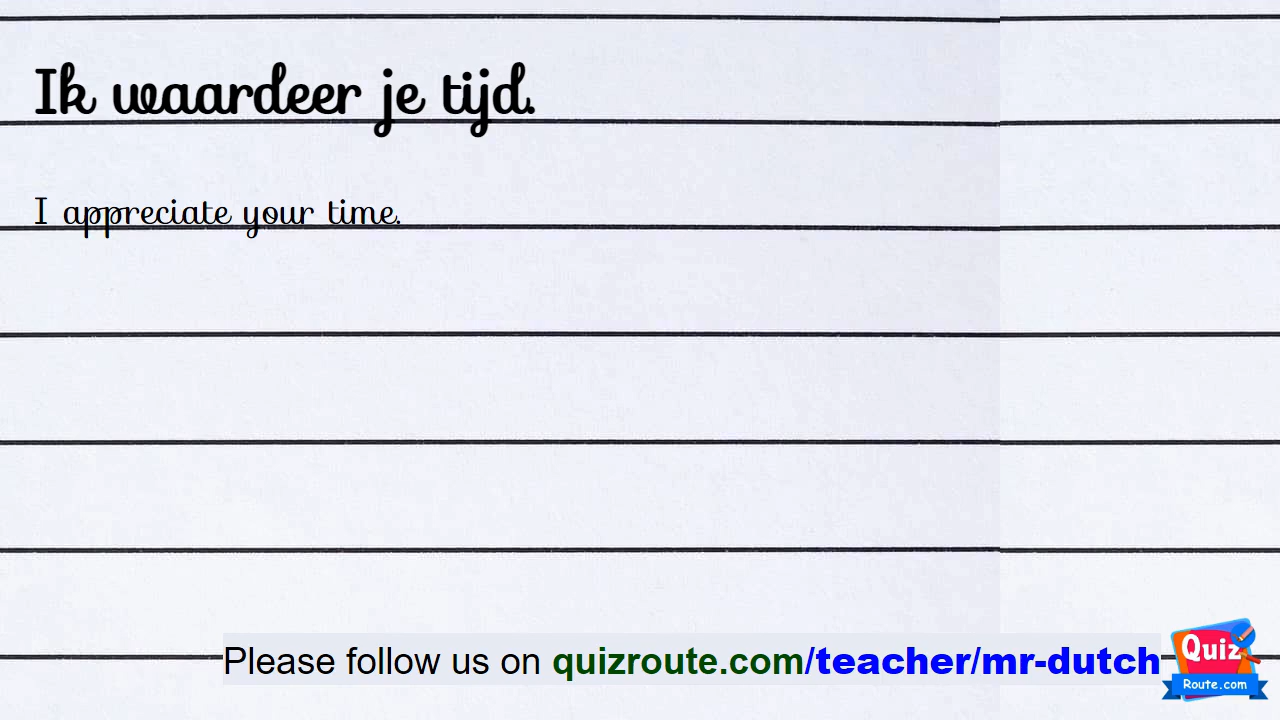 Ik waardeer je tijd.
I appreciate your time.
Please follow us on quizroute.com/teacher/mr-dutch
Quiz
Route.com